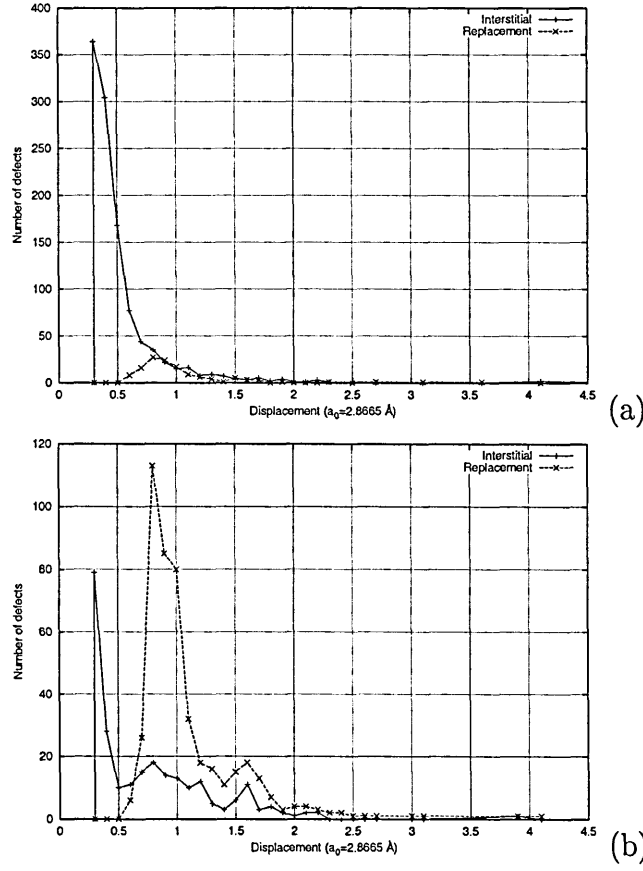 400
350
300
250
200
150
100
50
0
Number of defects
Interstitial
Replacement
0 0.5 1 1.5 2 2.5 3 3.5 4 4.5
Displacement (a0=2.8665 Å)
(a)
120
100
80
60
40
20
0
Number of defects
Interstitial
Replacement
0 0.5 1 1.5 2 2.5 3 3.5 4 4.5
Displacement (a0=2.8665 Å)
(b)